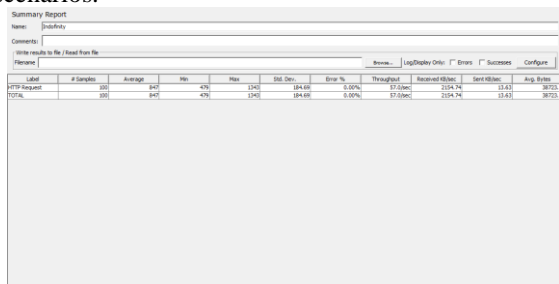 scenarios.
Summary Report
Name: Indefinity
Comments:
Write results to file / Read from file
Filename Browse... Log/Display Only: Errors Successes Configure
Label # Samples Average Min Max Std. Dev. Error % Throughput Received KB/sec Sent KB/sec Avg. Bytes
HTTP Request 100 847 479 1340 184.69 0.00% 57.0/sec 2154.74 13.63 38723.
TOTAL 100 847 479 1340 184.69 0.00% 57.0/sec 2154.74 13.63 38723.